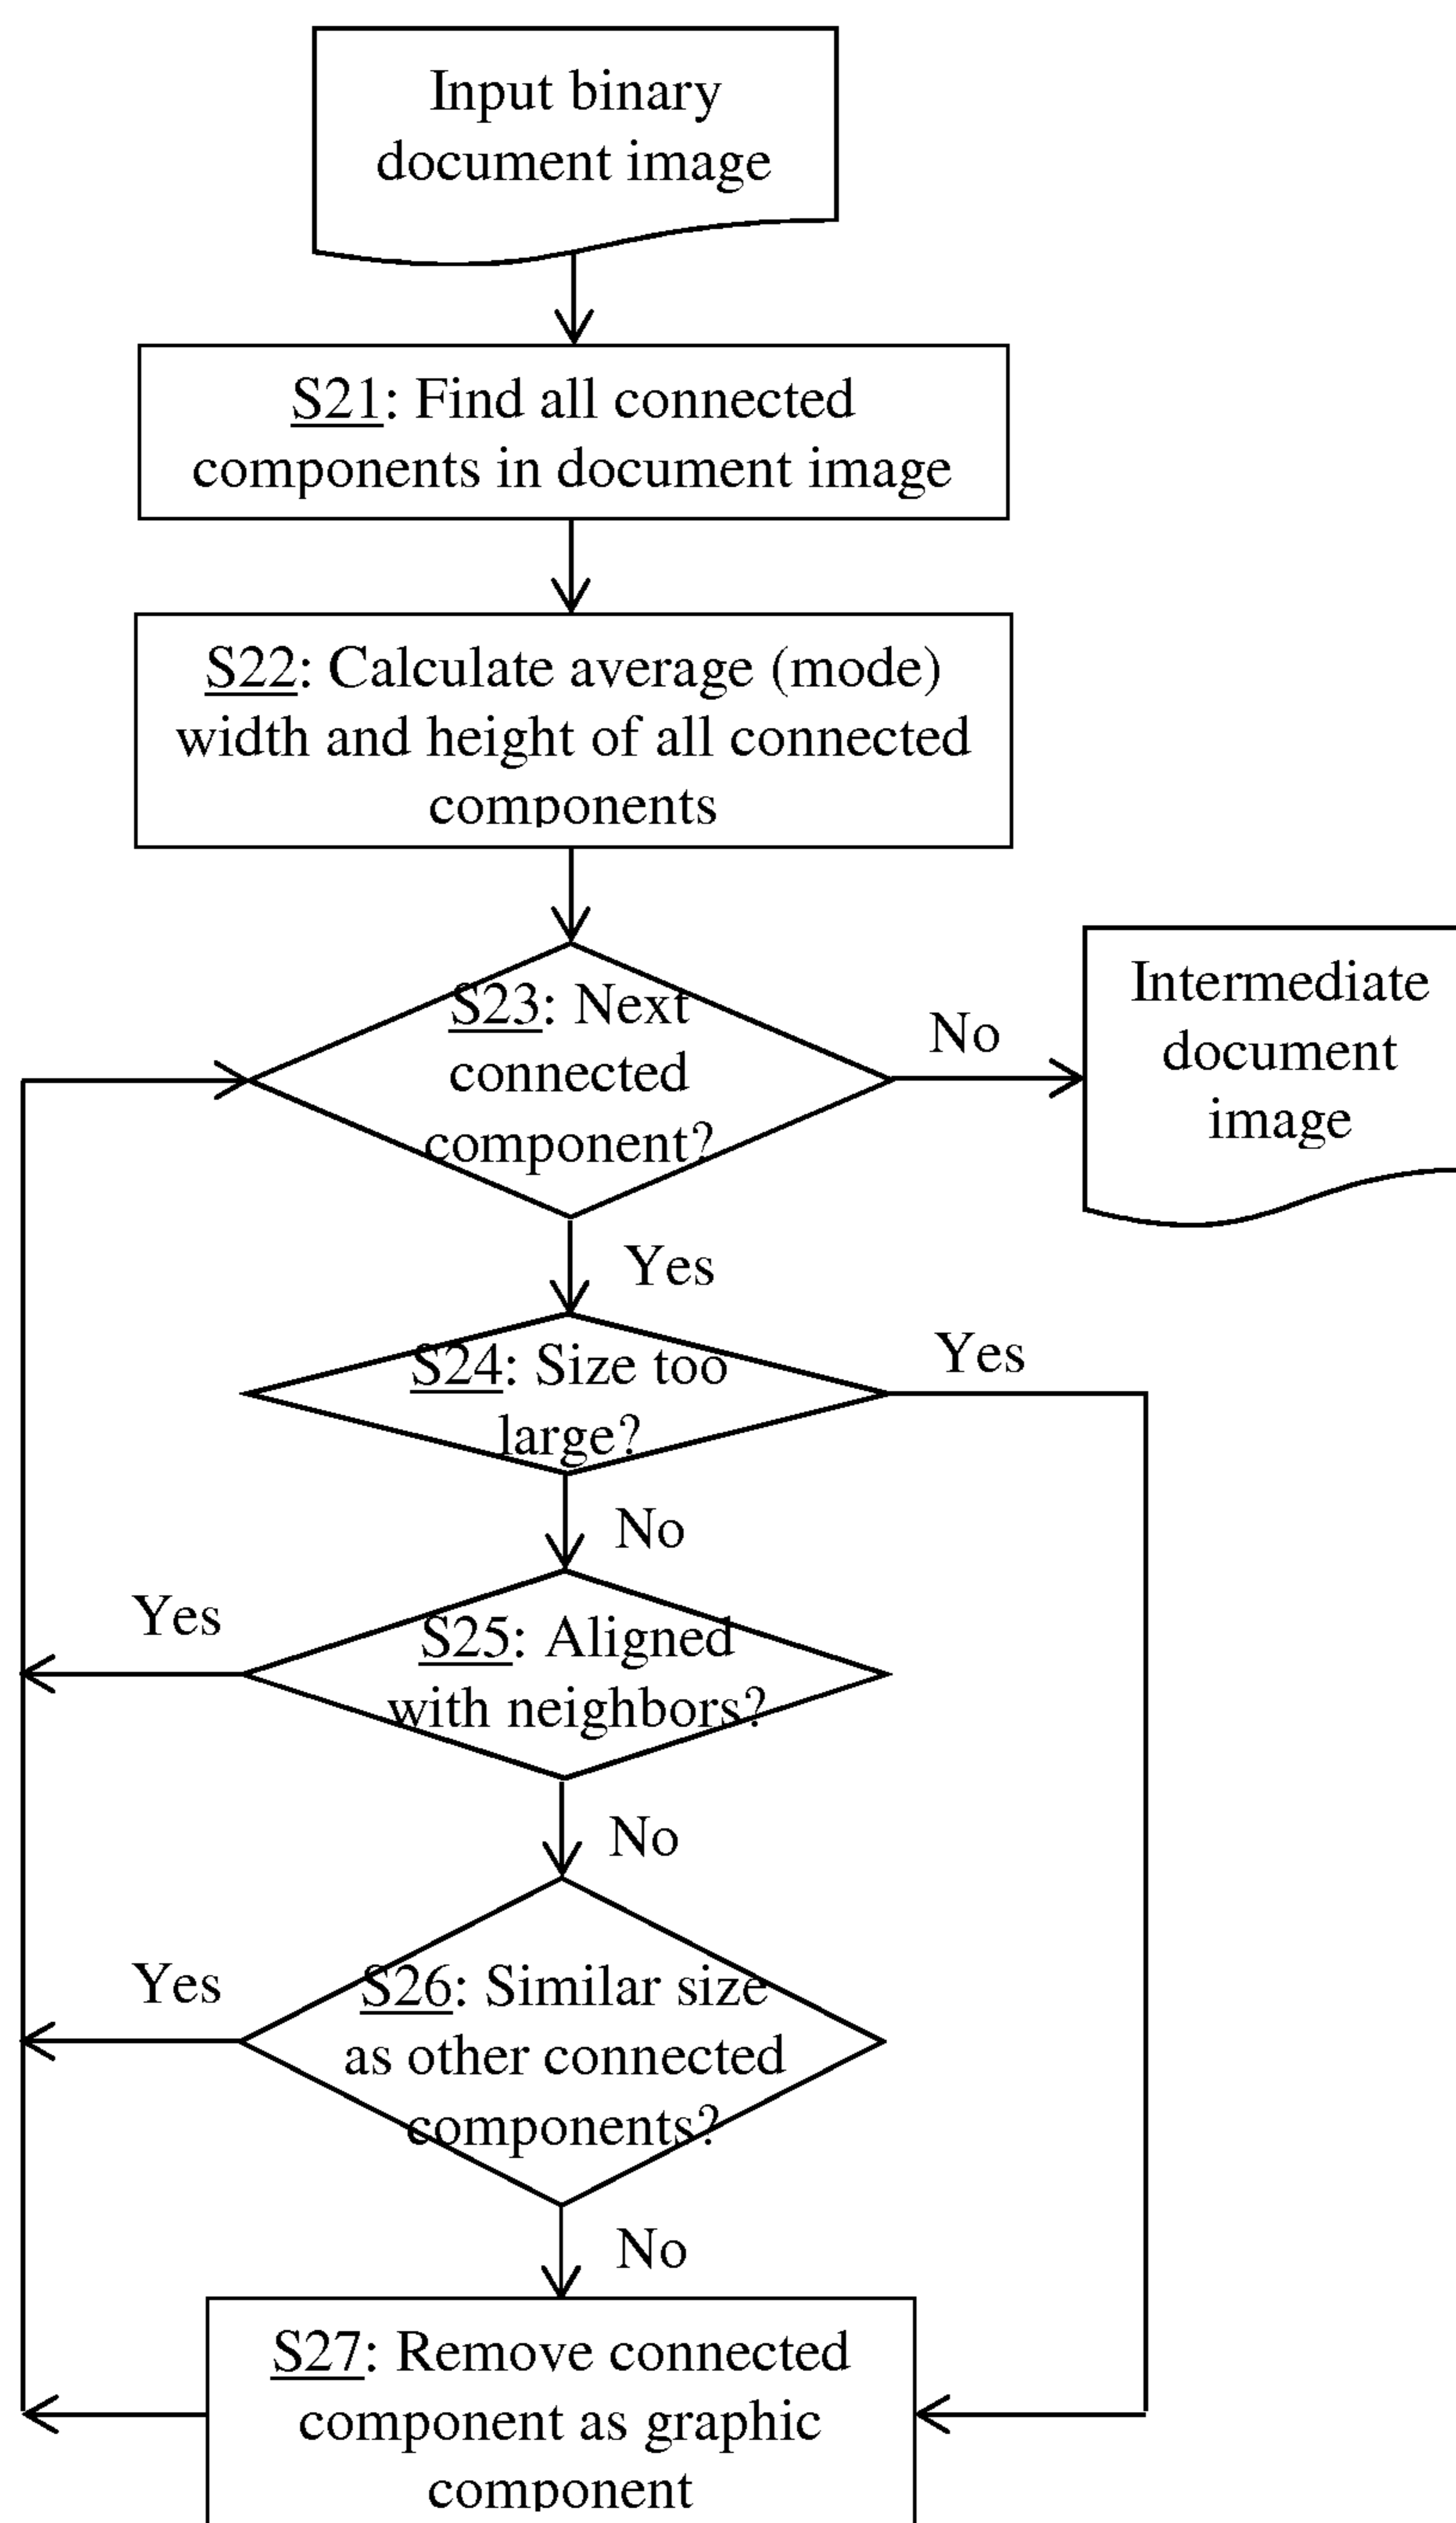 Input binary
document image
S21: Find all connected
components in document image
S22: Calculate average (mode)
width and height of all connected
components
S23: Next
connected
component?
No
Intermediate
document
image
Yes
S24: Size too
large?
Yes
No
S25: Aligned
with neighbors?
Yes
No
S26: Similar size
as other connected
components?
Yes
No
S27: Remove connected
component as graphic
component